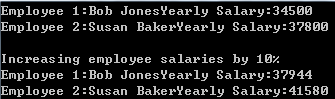 Employee 1:Bob JonesYearly Salary:34500
Employee 2:Susan BakerYearly Salary:37800
Increasing employee salaries by 10%
Employee 1:Bob JonesYearly Salary:37944
Employee 2:Susan BakerYearly Salary:41580